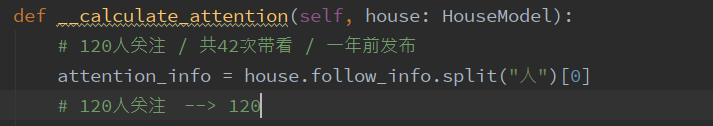 def __calculate_attention(self, house: HouseModel):
# 120人关注 / 共42次带看 / 一年前发布
attention_info = house.follow_info.split("人")[0]
# 120人关注 --> 120